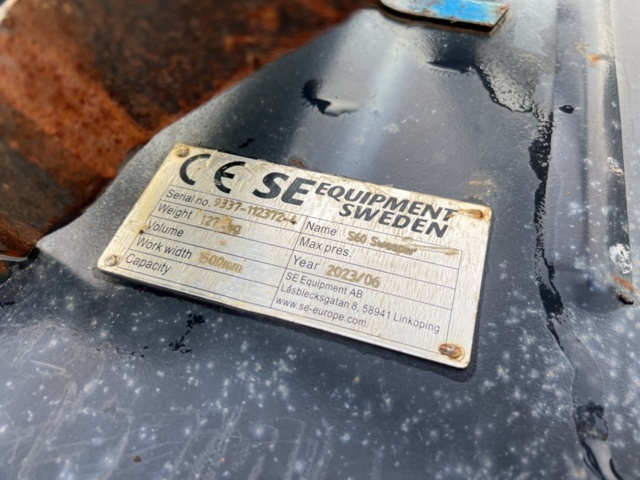 CE SE EQUIPMENT SWEDEN
Serial no. 9337-112372-4
Name S60 Sweeper
Weight 127 kg
Max pres
Volume
Year 2023/06
Work width 1500mm
SE Equipment AB
Capacity
Låsblecksgatan 8, 58941 Linköping
www.se-europe.com